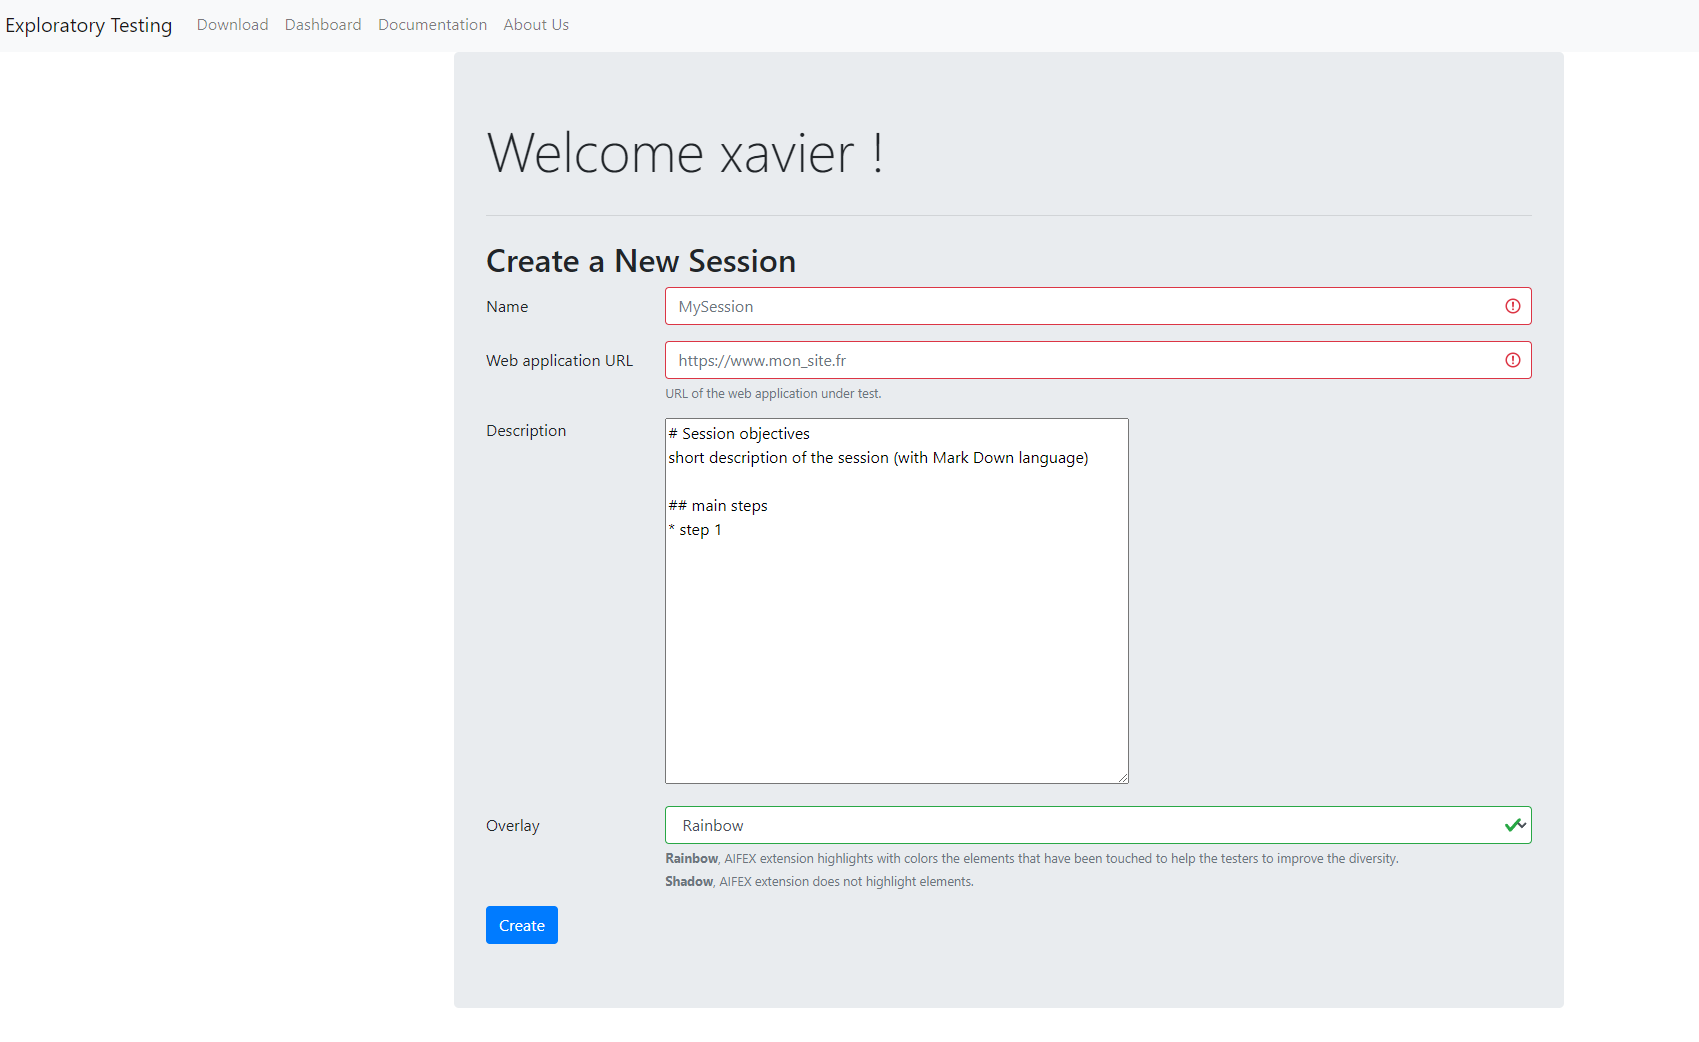 Exploratory Testing Download Dashboard Documentation About Us
Welcome xavier !
Create a New Session
Name MySession
Web application URL https://www.mon_site.fr
URL of the web application under test.
Description
# Session objectives
short description of the session (with Mark Down language)
## main steps
* step 1
Overlay Rainbow
Rainbow, AIFEX extension highlights with colors the elements that have been touched to help the testers to improve the diversity.
Shadow, AIFEX extension does not highlight elements.
Create